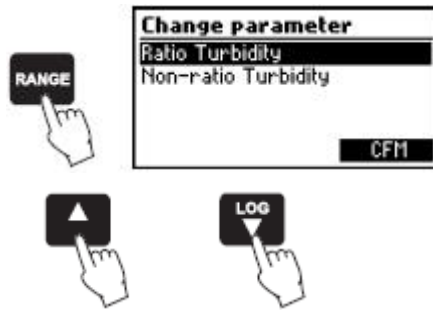 Change parameter
Ratio Turbidity
RANGE
Non-ratio Turbidity
CFM
LOG